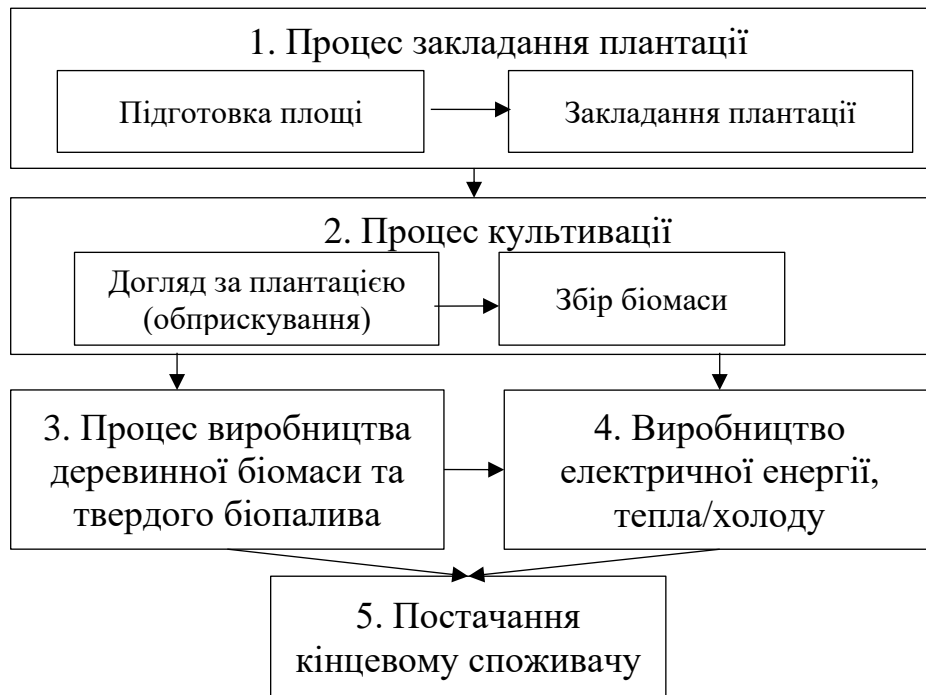 1. Процес закладання плантації
Підготовка площі
Закладання плантації
2. Процес культивації
Догляд за плантацією
(обприскування)
Збір біомаси
3. Процес виробництва
деревинної біомаси та
твердого біопалива
4. Виробництво
електричної енергії,
тепла/холоду
5. Постачання
кінцевому споживачу